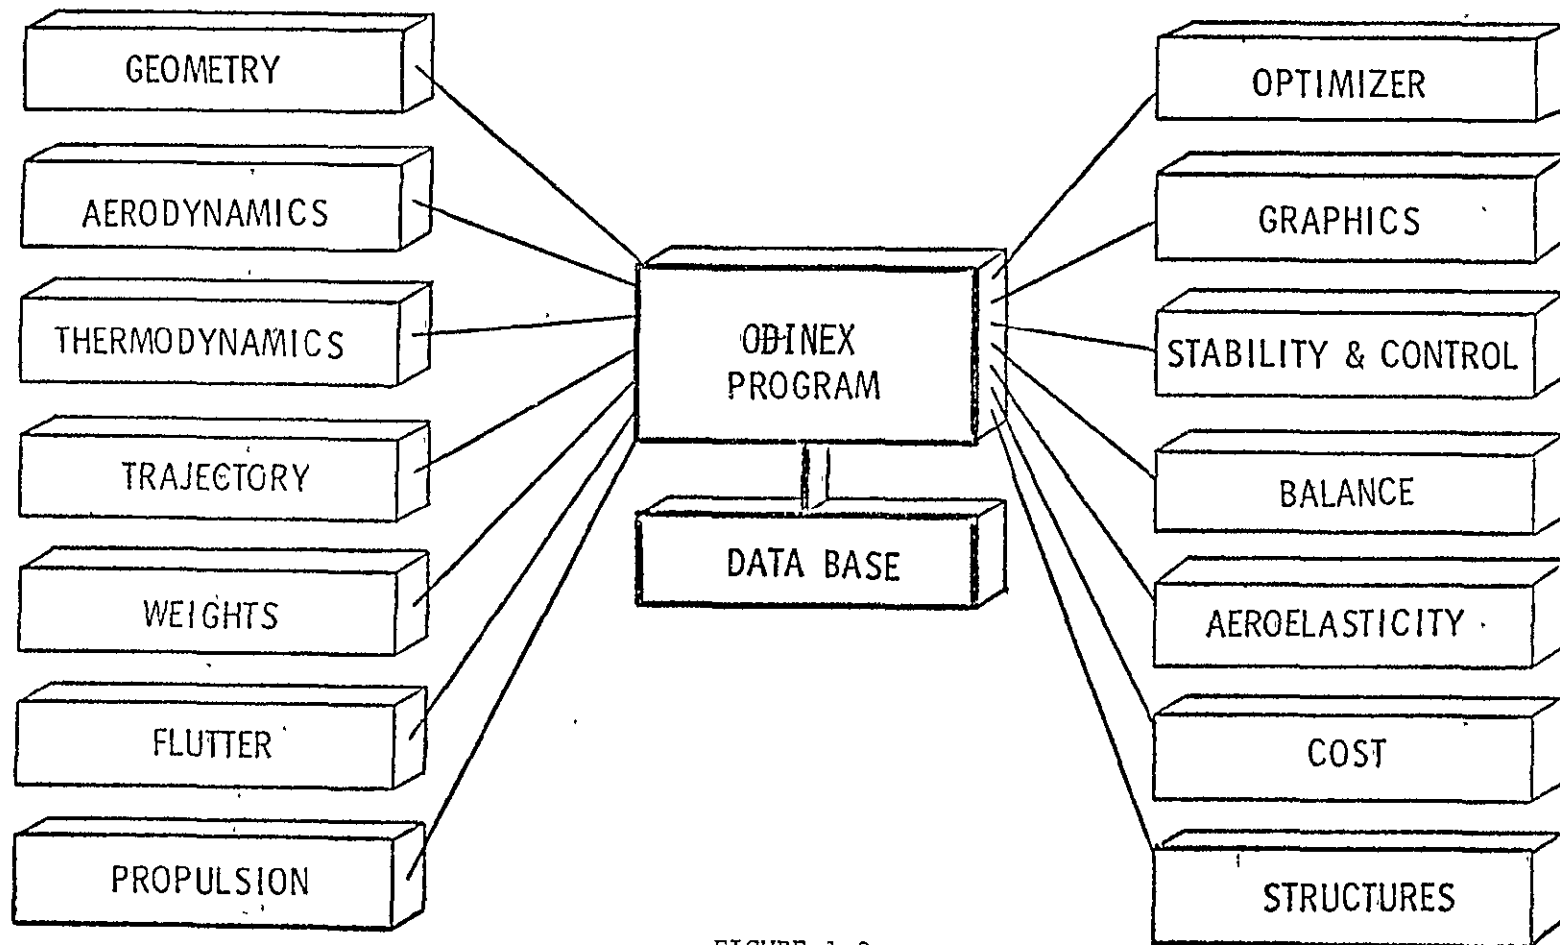 GEOMETRY
AERODYNAMICS
THERMODYNAMICS
TRAJECTORY
WEIGHTS
FLUTTER
PROPULSION
ODINEX
PROGRAM
DATA BASE
OPTIMIZER
GRAPHICS
STABILITY & CONTROL
BALANCE
AEROELASTICITY
COST
STRUCTURES